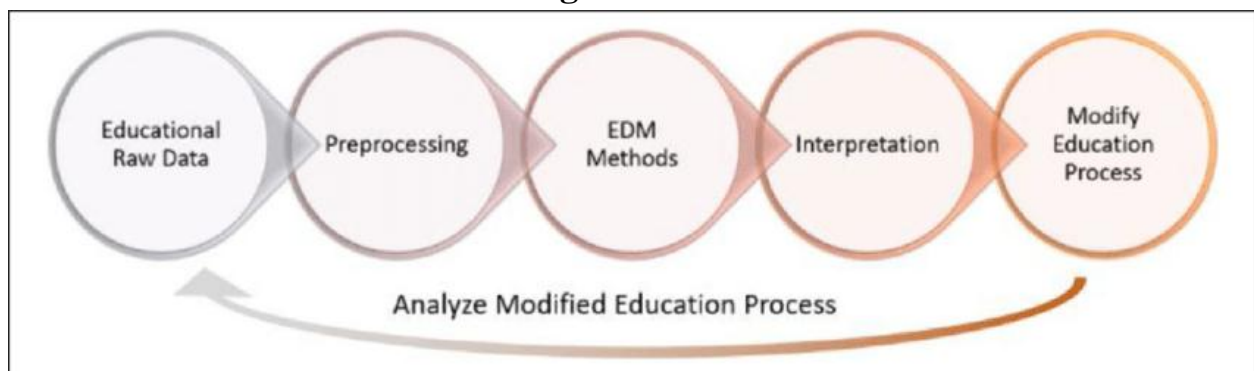 Educational
Raw Data
Preprocessing
EDM
Methods
Interpretation
Modify
Education
Process
Analyze Modified Education Process